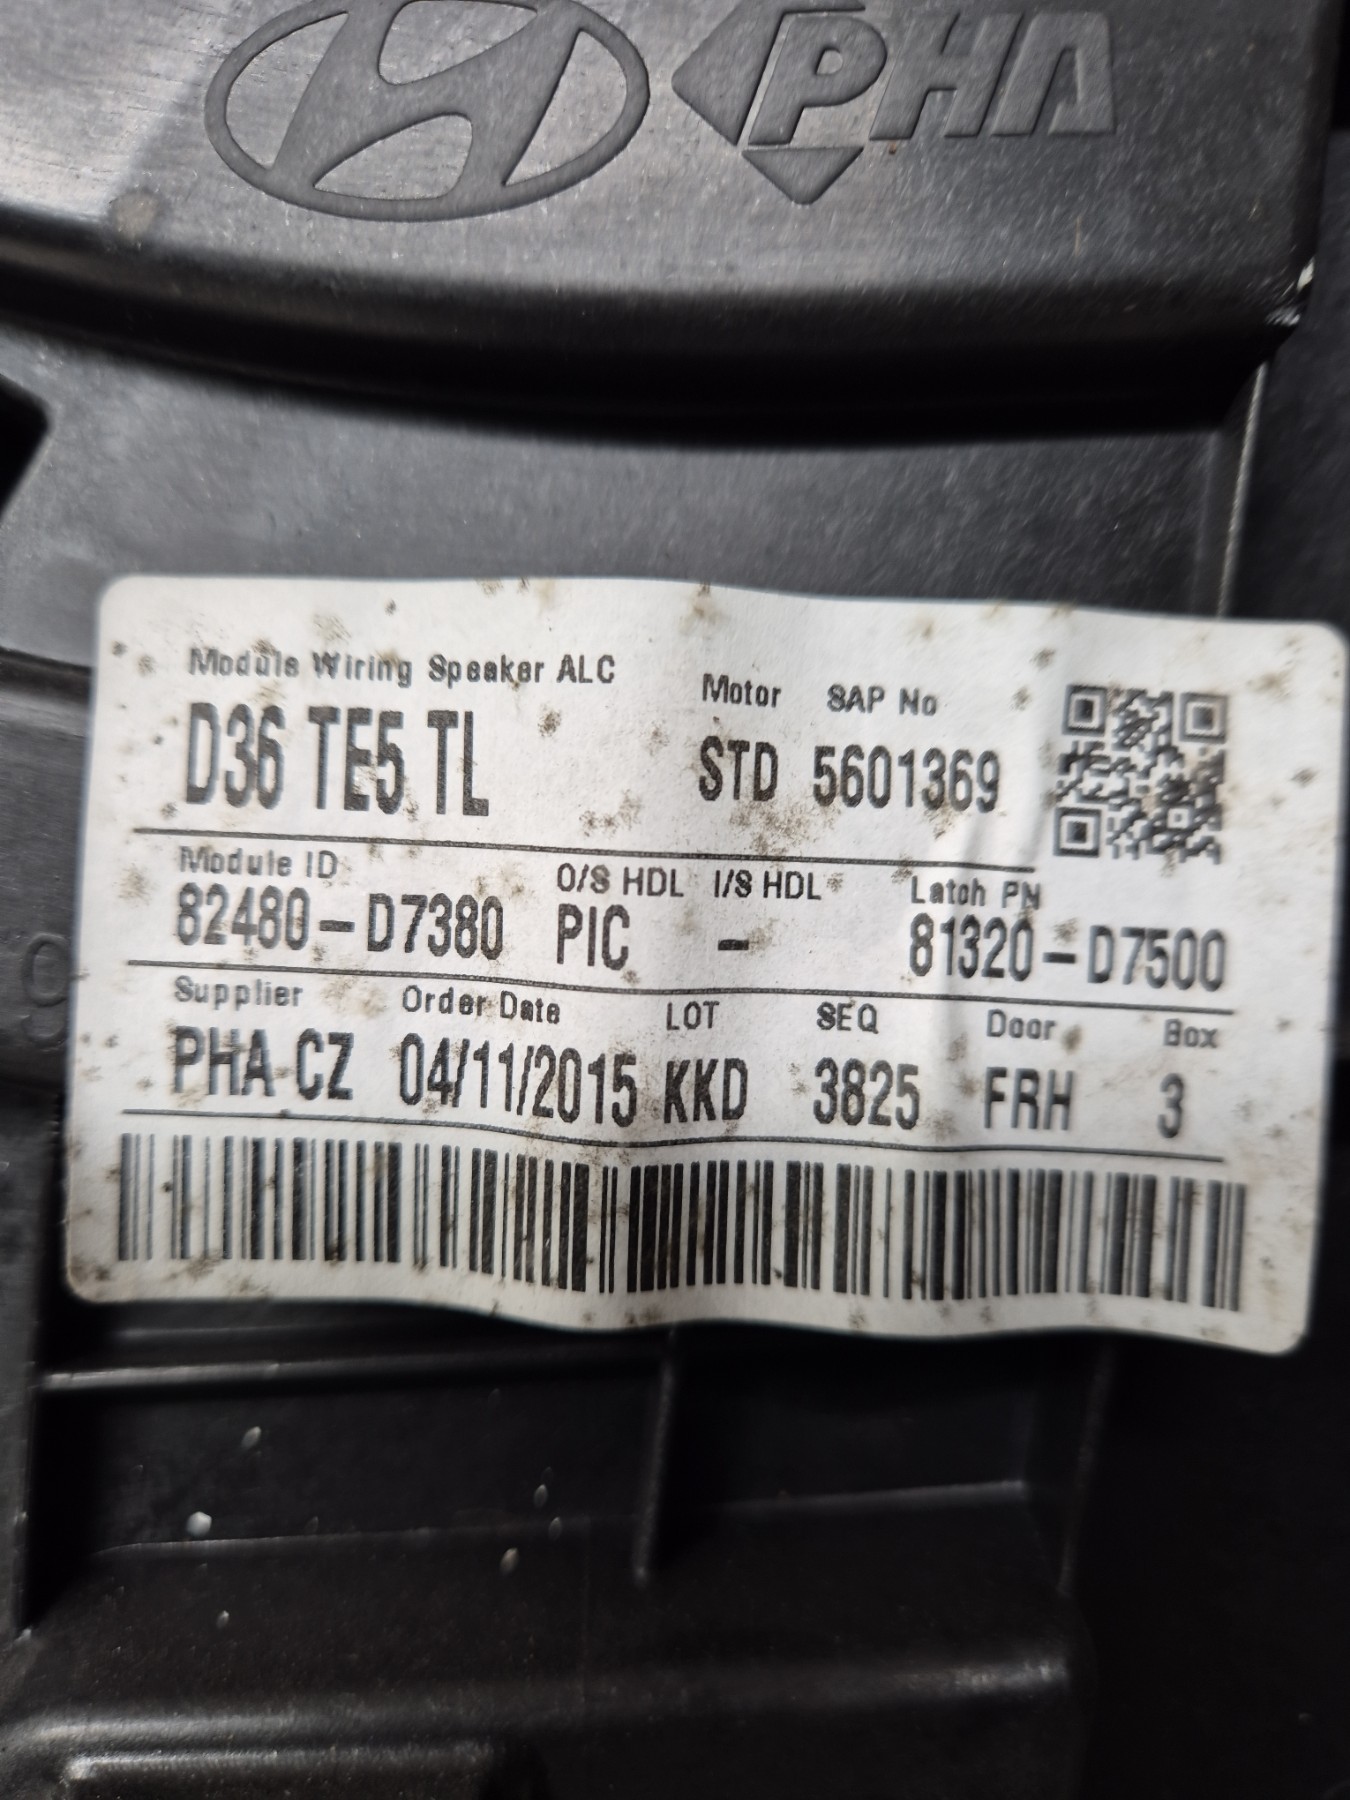 PHA
Module Wiring Speaker ALC Motor SAP No
D36 TE5 TL STD 5601369
Module ID O/S HDL I/S HDL Latch PN
82480-D7380 PIC - 81320-D7500
Supplier Order Date LOT SEQ Door Box
PHA CZ 04/11/2015 KKD 3825 FRH 3